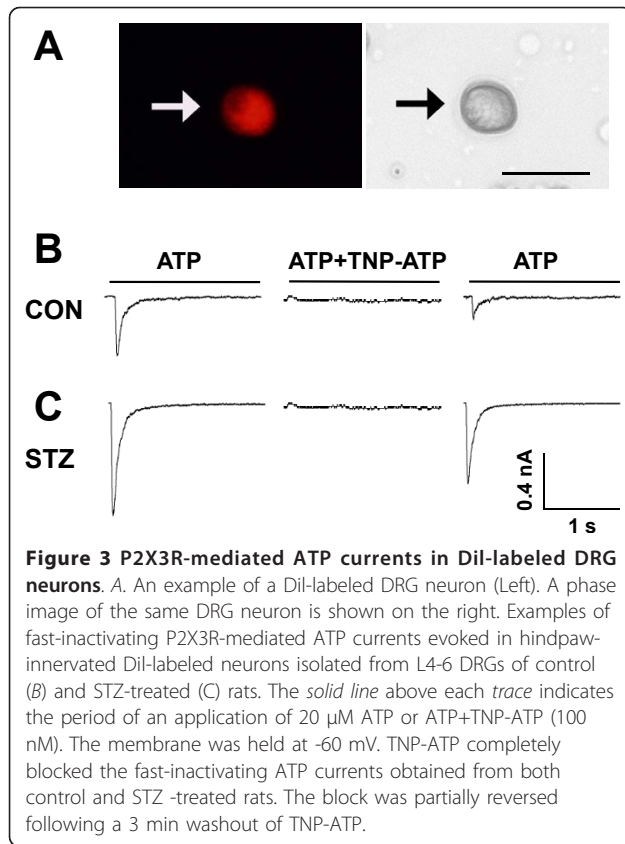 A
B
ATP ATP+TNP-ATP ATP
CON
C
STZ
0.4 nA
1 s
Figure 3 P2X3R-mediated ATP currents in DiI-labeled DRG
neurons. A. An example of a DiI-labeled DRG neuron (Left). A phase
image of the same DRG neuron is shown on the right. Examples of
fast-inactivating P2X3R-mediated ATP currents evoked in hindpaw-
innervated DiI-labeled neurons isolated from L4-6 DRGs of control
(B) and STZ-treated (C) rats. The solid line above each trace indicates
the period of an application of 20 μM ATP or ATP+TNP-ATP (100
nM). The membrane was held at -60 mV. TNP-ATP completely
blocked the fast-inactivating ATP currents obtained from both
control and STZ -treated rats. The block was partially reversed
following a 3 min washout of TNP-ATP.